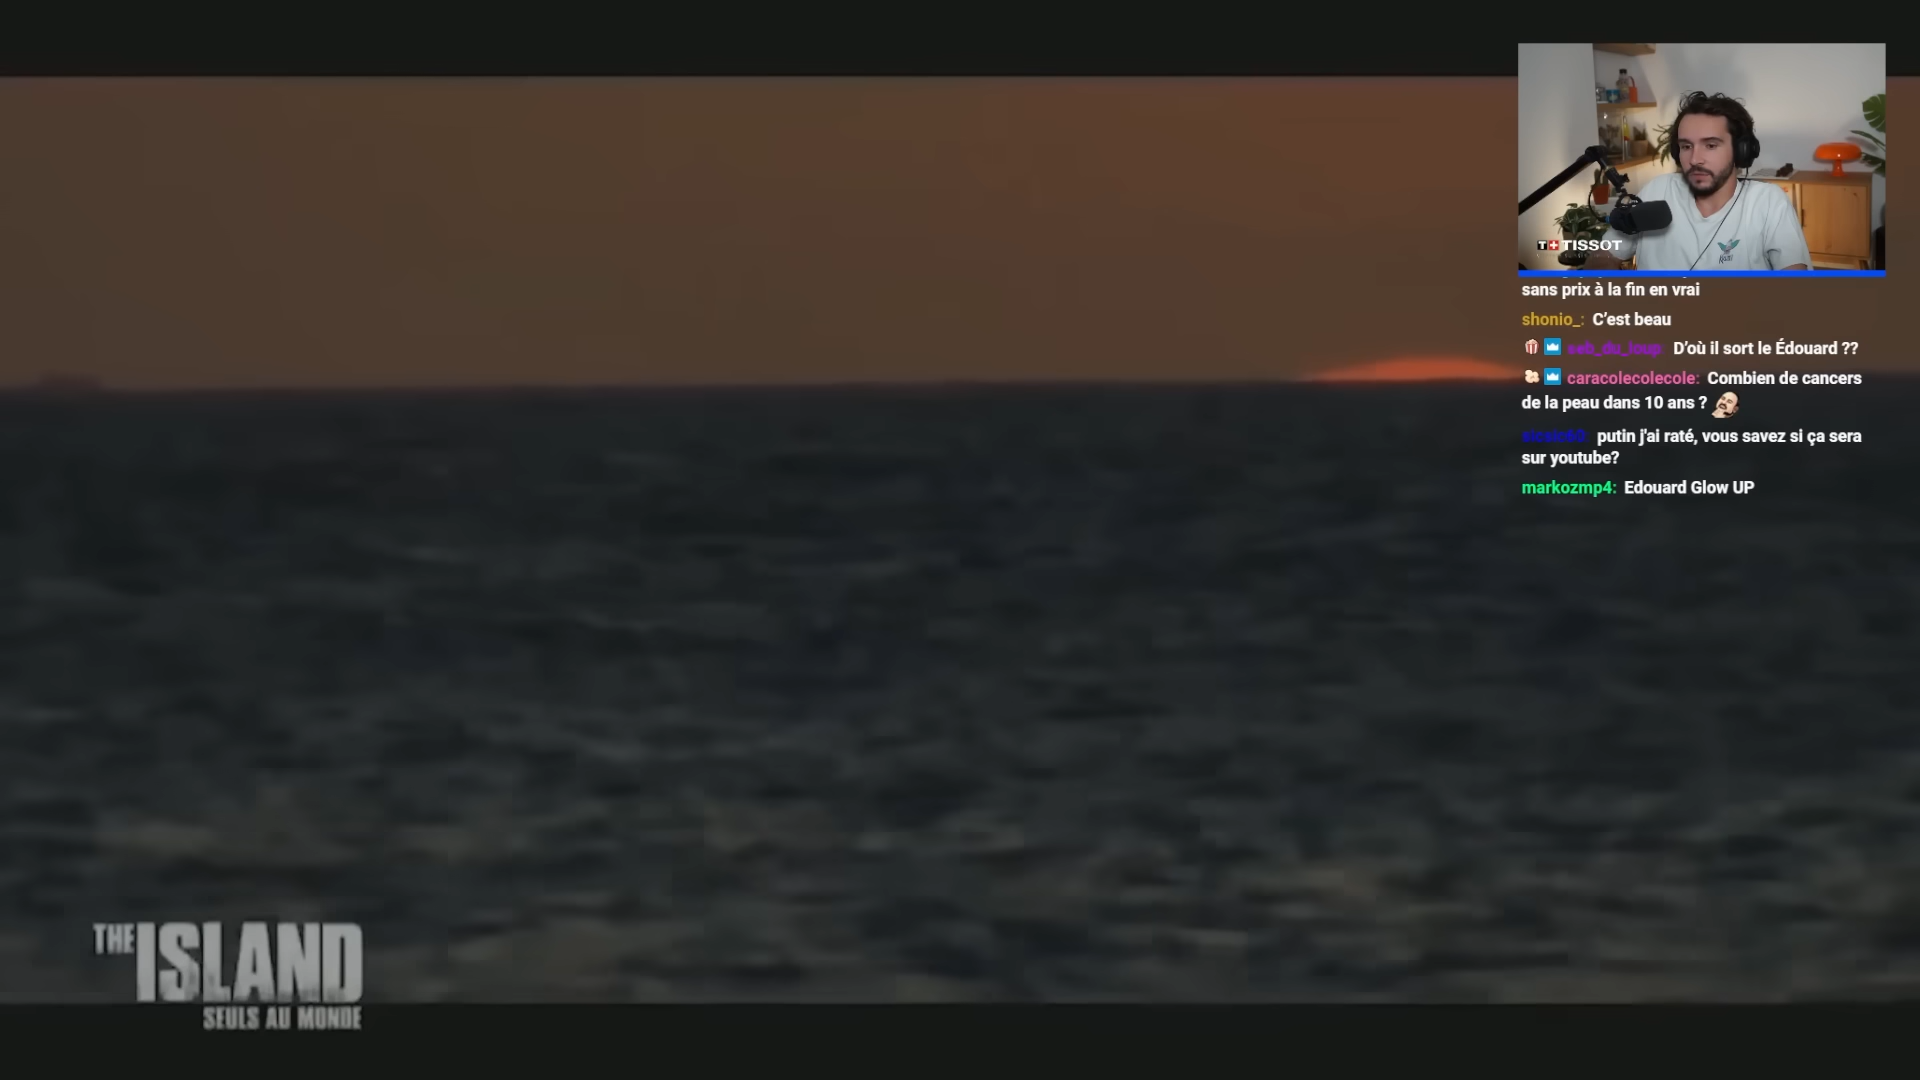 TISSOT
sans prix à la fin en vrai
shonio_: C'est beau
seb_du_loup: D'où il sort le Édouard ??
caracolecolecole: Combien de cancers
de la peau dans 10 ans ?
putin j'ai raté, vous savez si ça sera
sur youtube?
markozmp4: Edouard Glow UP
THE ISLAND
SEULS AU MONDE